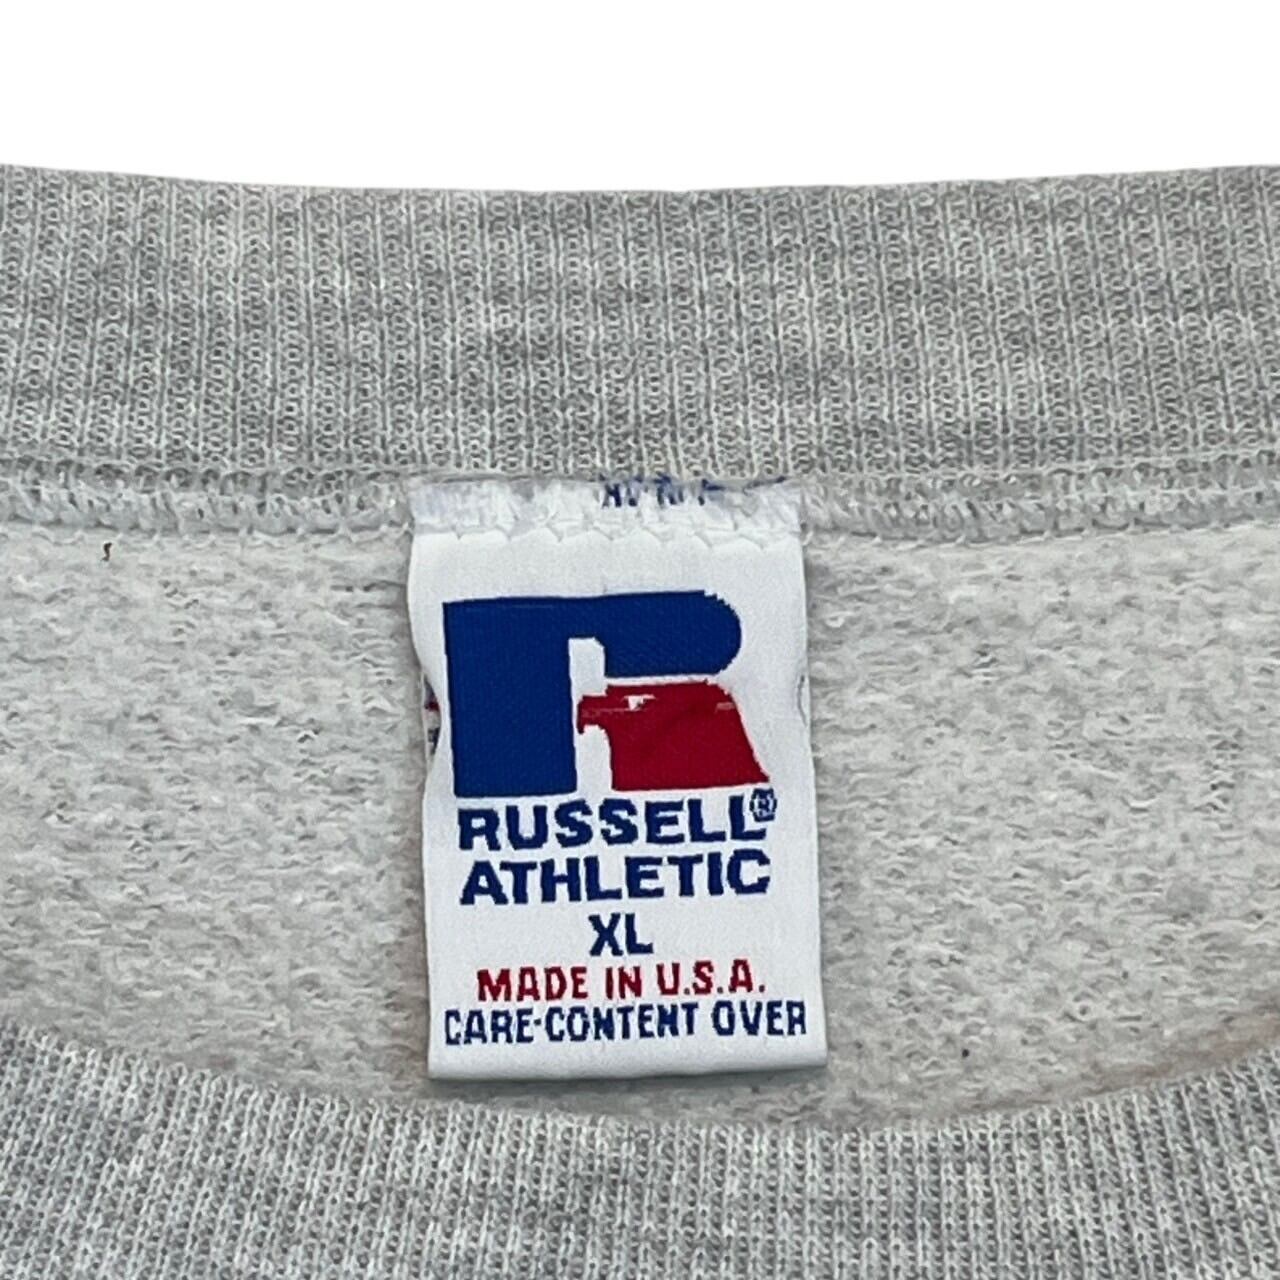 RUSSELL®
ATHLETIC
XL
MADE IN U.S.A.
CARE-CONTENT OVER